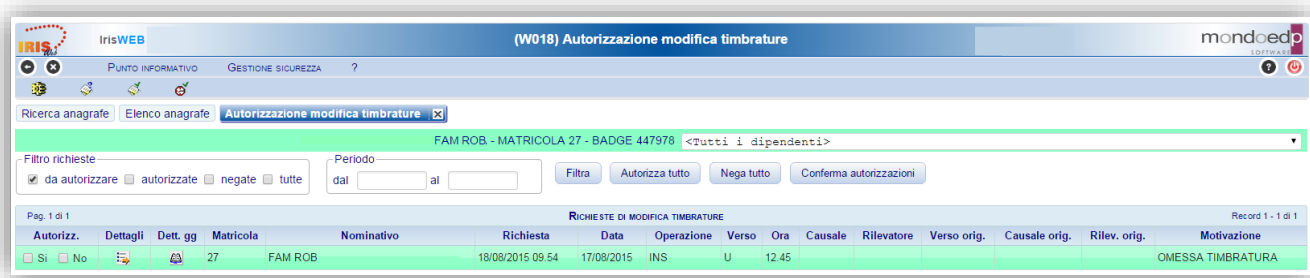 IRIS Web IrisWEB (W018) Autorizzazione modifica timbrature mondoedp SOFTWARE
PUNTO INFORMATIVO GESTIONE SICUREZZA ?
Ricerca anagrafe Elenco anagrafe Autorizzazione modifica timbrature
FAM ROB. - MATRICOLA 27 - BADGE 447978 <Tutti i dipendenti>
Filtro richieste Periodo
da autorizzare autorizzate negate tutte dal al Filtra Autorizza tutto Nega tutto Conferma autorizzazioni
Pag. 1 di 1 RICHIESTE DI MODIFICA TIMBRATURE Record 1 - 1 di 1
Autorizz. Dettagli Dett. gg Matricola Nominativo Richiesta Data Operazione Verso Ora Causale Rilevatore Verso orig. Causale orig. Rilev. orig. Motivazione
Si No 27 FAM ROB 18/08/2015 09.54 17/08/2015 INS U 12.45 OMESSA TIMBRATURA